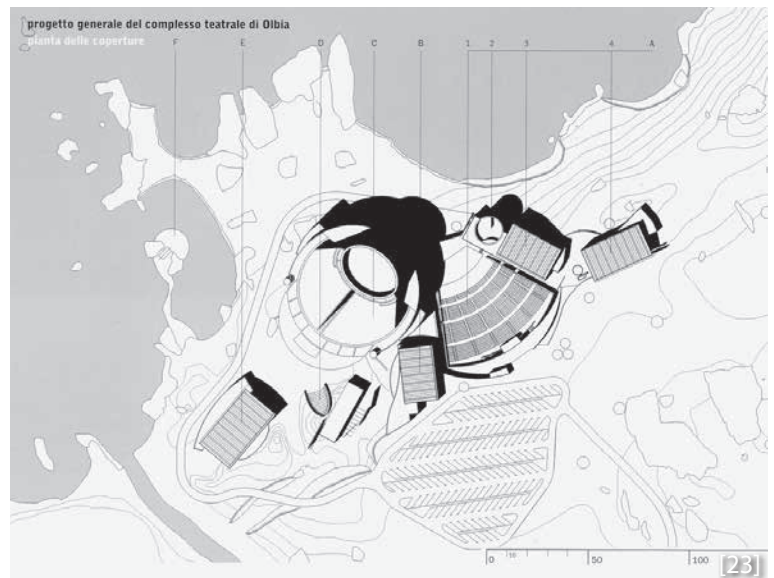 progetto generale del complesso teatrale di Olbia
pianta delle coperture
F E D C B 1 2 3 4 A
0 10 50 100
[23]